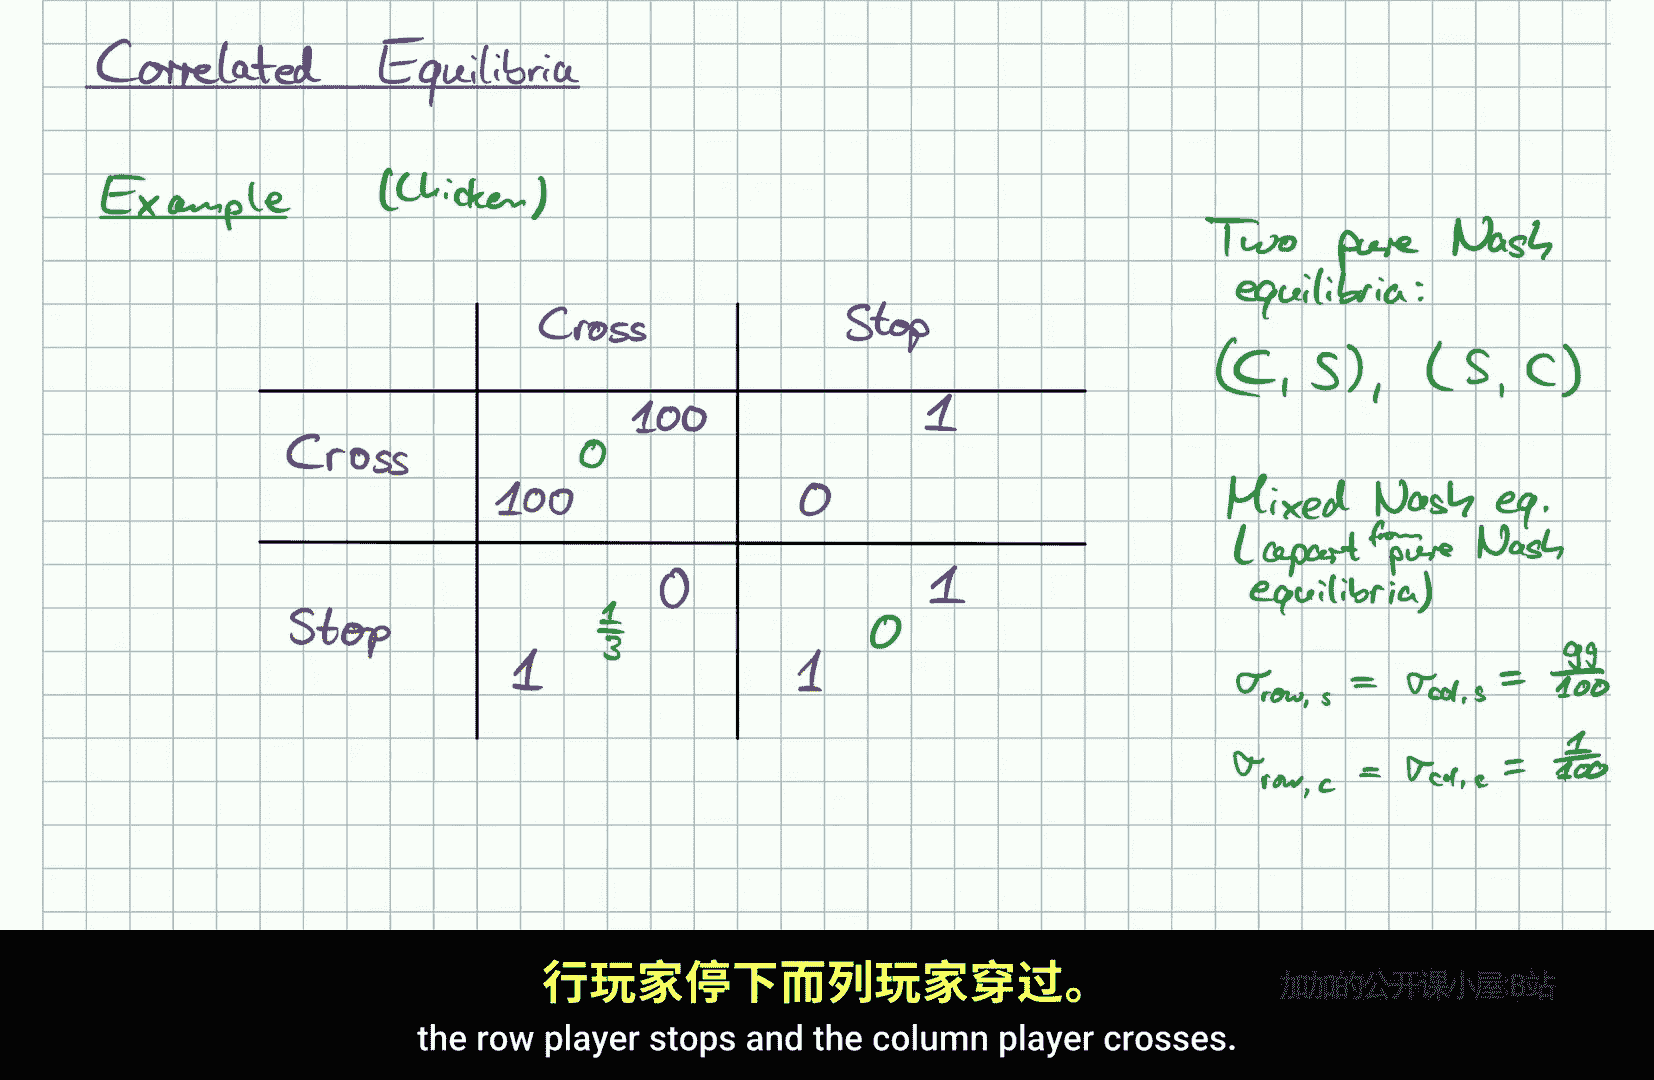 Correlated Equilibria
Example (Chicken)
Two pure Nash
equilibria:
(C, S), (S, C)
Cross Stop
Cross 100 0 100 1 0
Stop 0 1/3 1 1 0 1
Mixed Nash eq.
(apart from pure Nash
equilibria)
σrow,s = σcol,s = 99/100
σrow,c = σcol,c = 1/100
行玩家停下而列玩家穿过。
加加的公开课小屋:B站
the row player stops and the column player crosses.